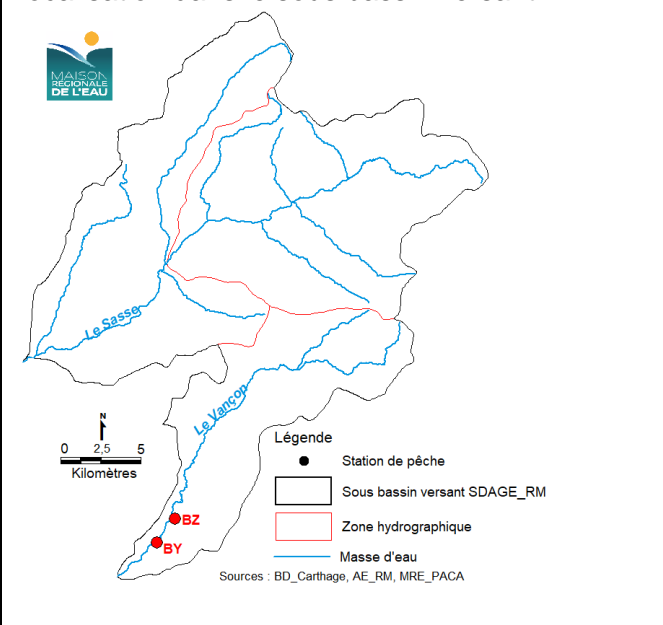 MAISON
RÉGIONALE
DE L'EAU
Le Sasse
Le Vançon
N
0 2,5 5
Kilomètres
BZ
BY
Légende
Station de pêche
Sous bassin versant SDAGE_RM
Zone hydrographique
Masse d'eau
Sources : BD_Carthage, AE_RM, MRE_PACA